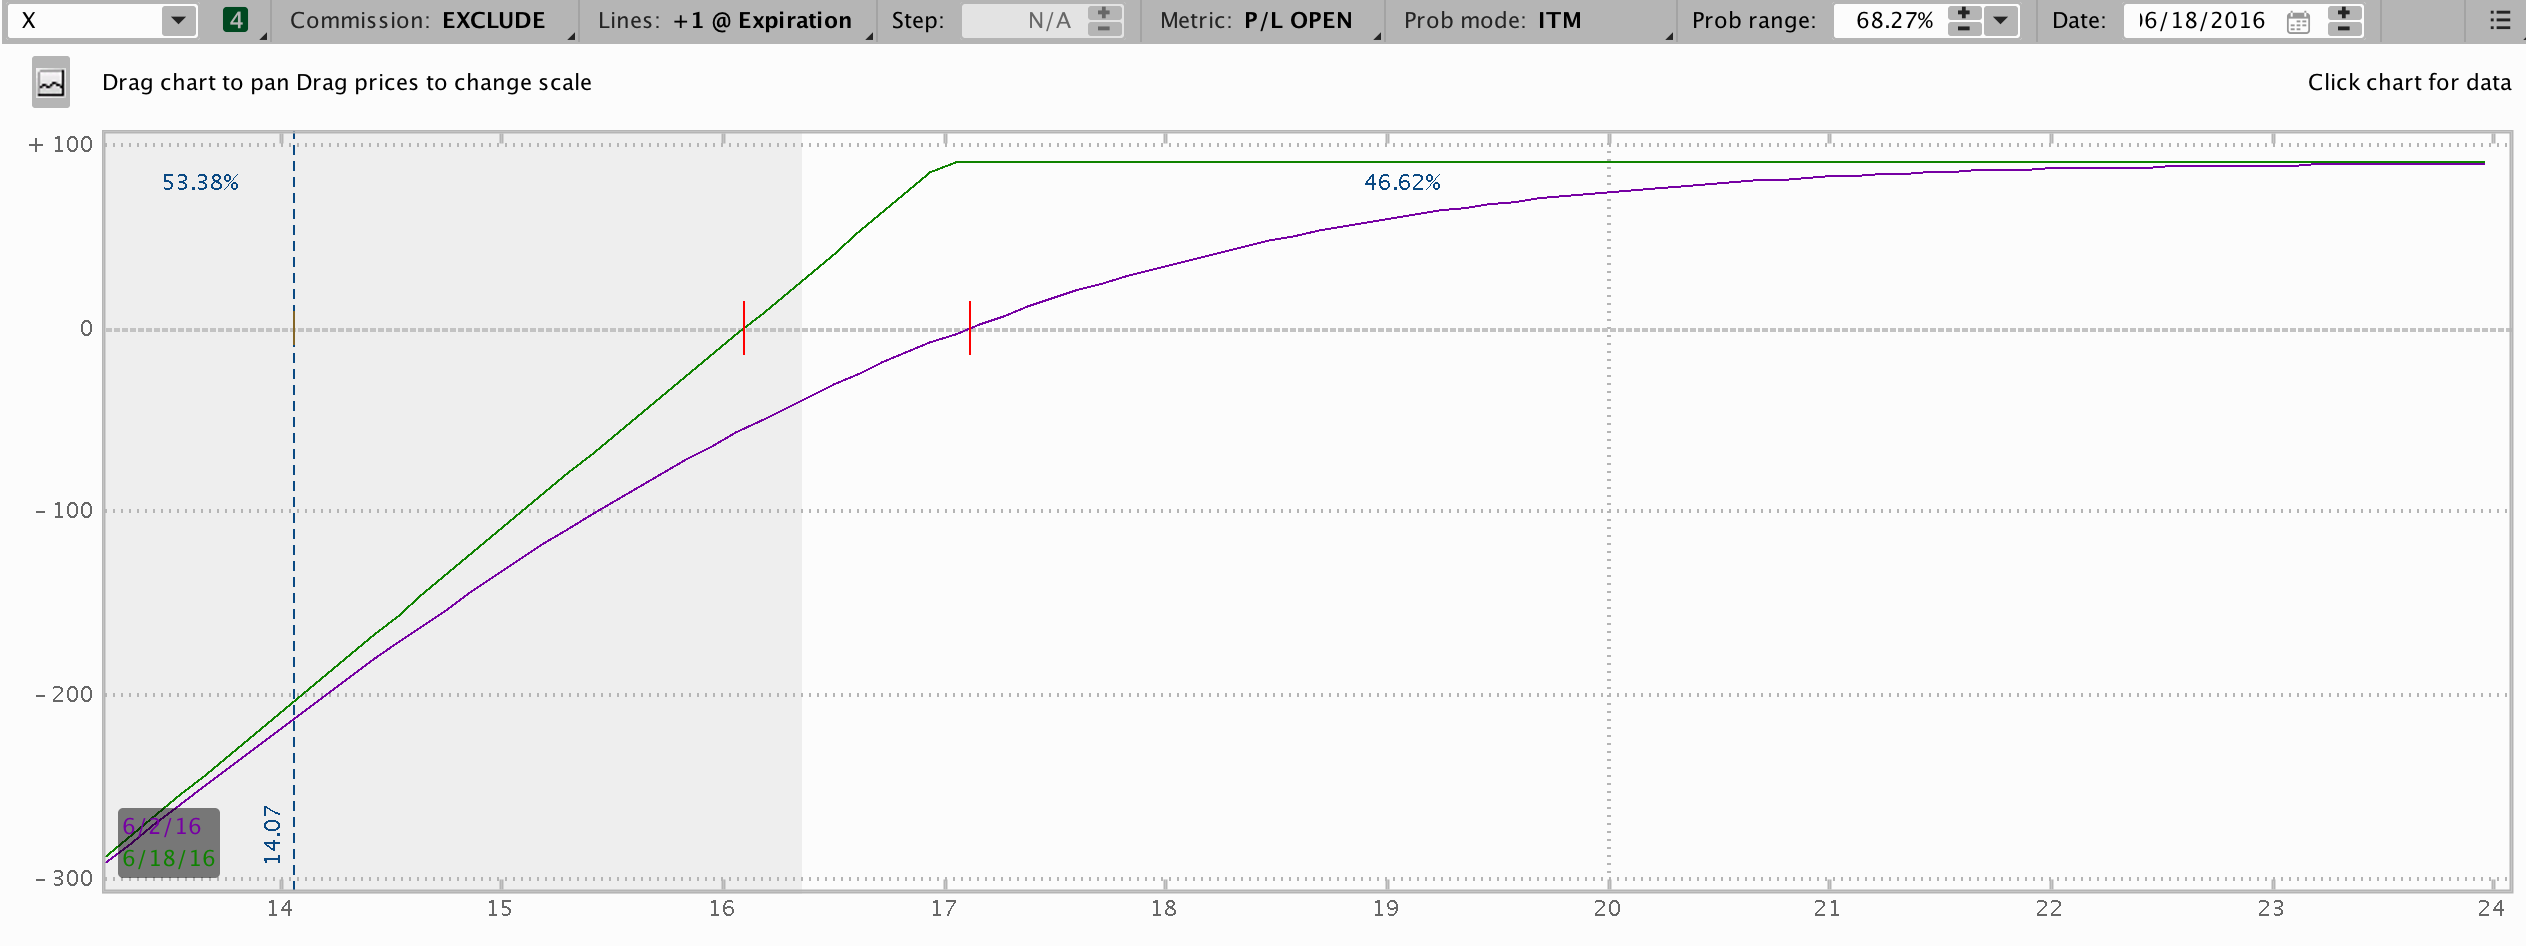 X 4 Commission: EXCLUDE Lines: +1 @ Expiration Step: N/A Metric: P/L OPEN Prob mode: ITM Prob range: 68.27% Date: 06/18/2016
Drag chart to pan Drag prices to change scale
Click chart for data
+ 100
53.38%
46.62%
0
- 100
- 200
14.07
6/2/16
6/18/16
- 300
14 15 16 17 18 19 20 21 22 23 24